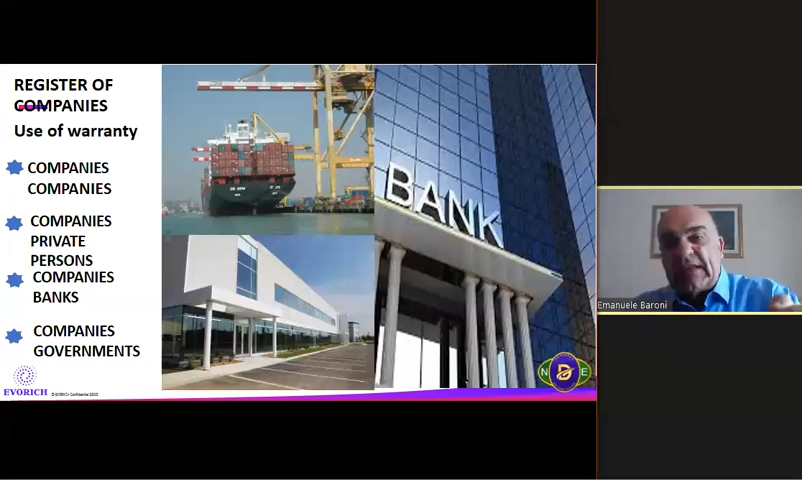 REGISTER OF
COMPANIES
Use of warranty
COMPANIES
COMPANIES
COMPANIES
PRIVATE
PERSONS
COMPANIES
BANKS
COMPANIES
GOVERNMENTS
EVORICH
BANK
N E
Emanuele Baroni